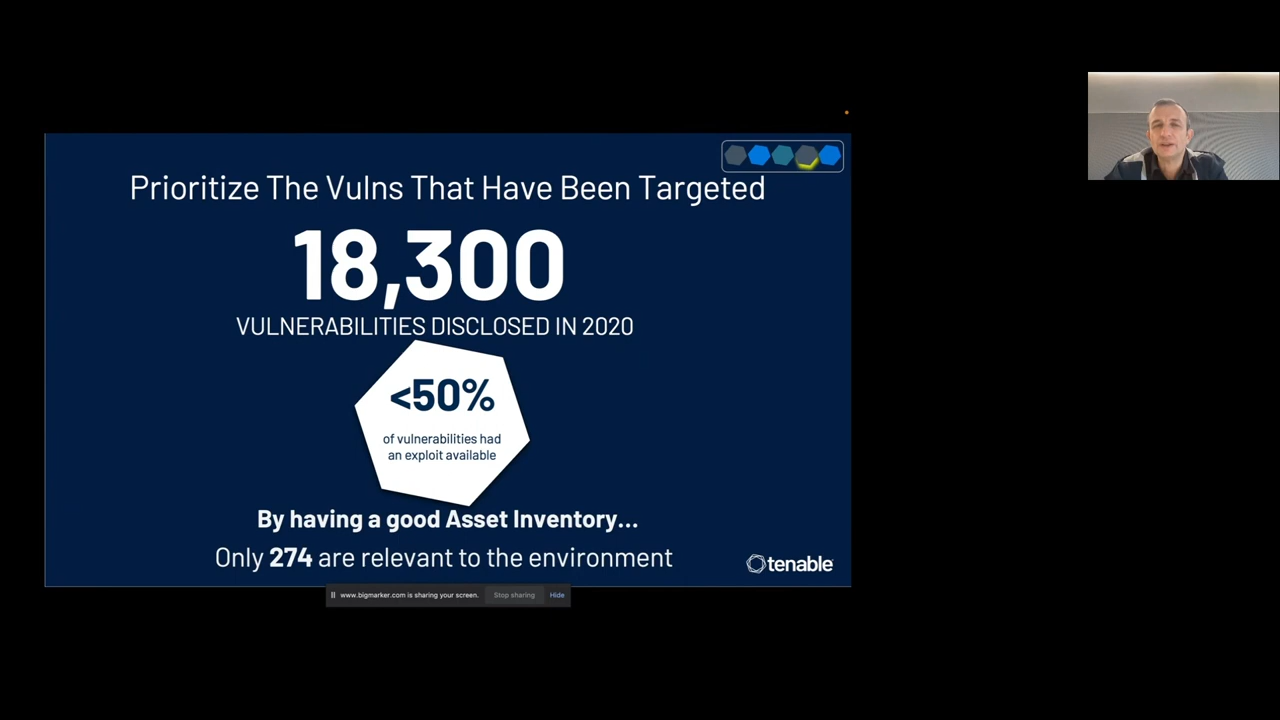 Prioritize The Vulns That Have Been Targeted
18,300
VULNERABILITIES DISCLOSED IN 2020
<50%
of vulnerabilities had
an exploit available
By having a good Asset Inventory...
Only 274 are relevant to the environment
tenable
www.bigmarker.com is sharing your screen. Stop sharing Hide